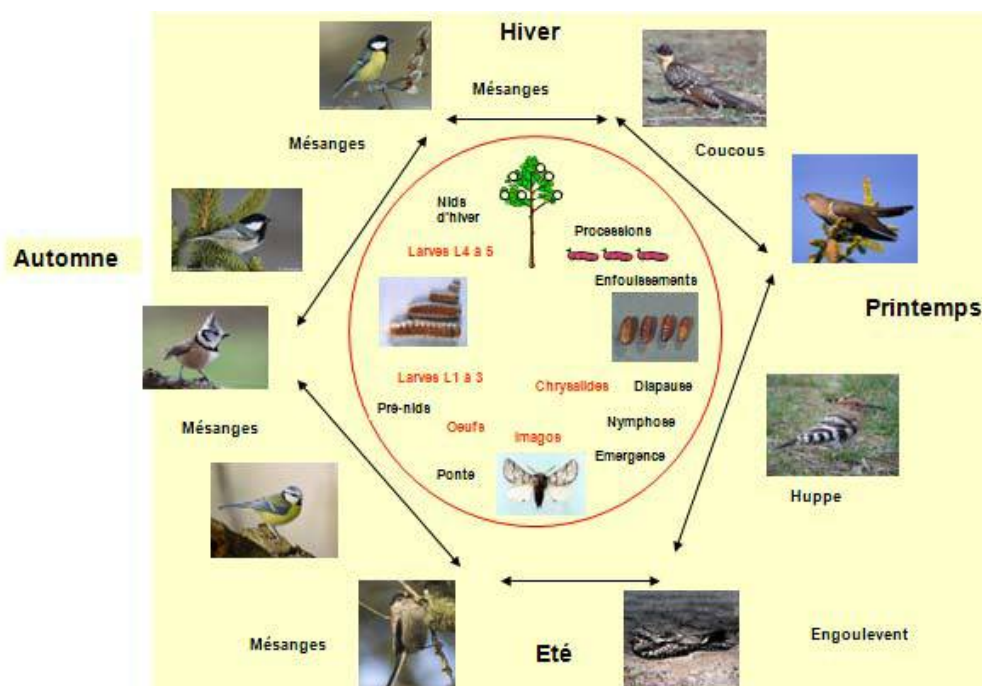 Hiver
Mésanges
Mésanges
Coucous
Nids
d'hiver
Processions
Automne
Larves L4 à 5
Enfouissements
Printemps
Larves L1 à 3
Chrysalides
Diapause
Pré-nids
Oeufs
Imagos
Nymphose
Mésanges
Ponte
Emergence
Huppe
Mésanges
Eté
Engoulevent